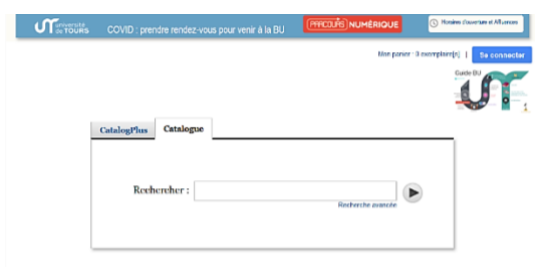 université
de TOURS
COVID : prendre rendez-vous pour venir à la BU
PARCOURS NUMÉRIQUE
Horaires d'ouverture et Affluences
Mon panier : 0 exemplaire(s) | Se connecter
Guide BU
CatalogPlus Catalogue
Rechercher :
Recherche avancée